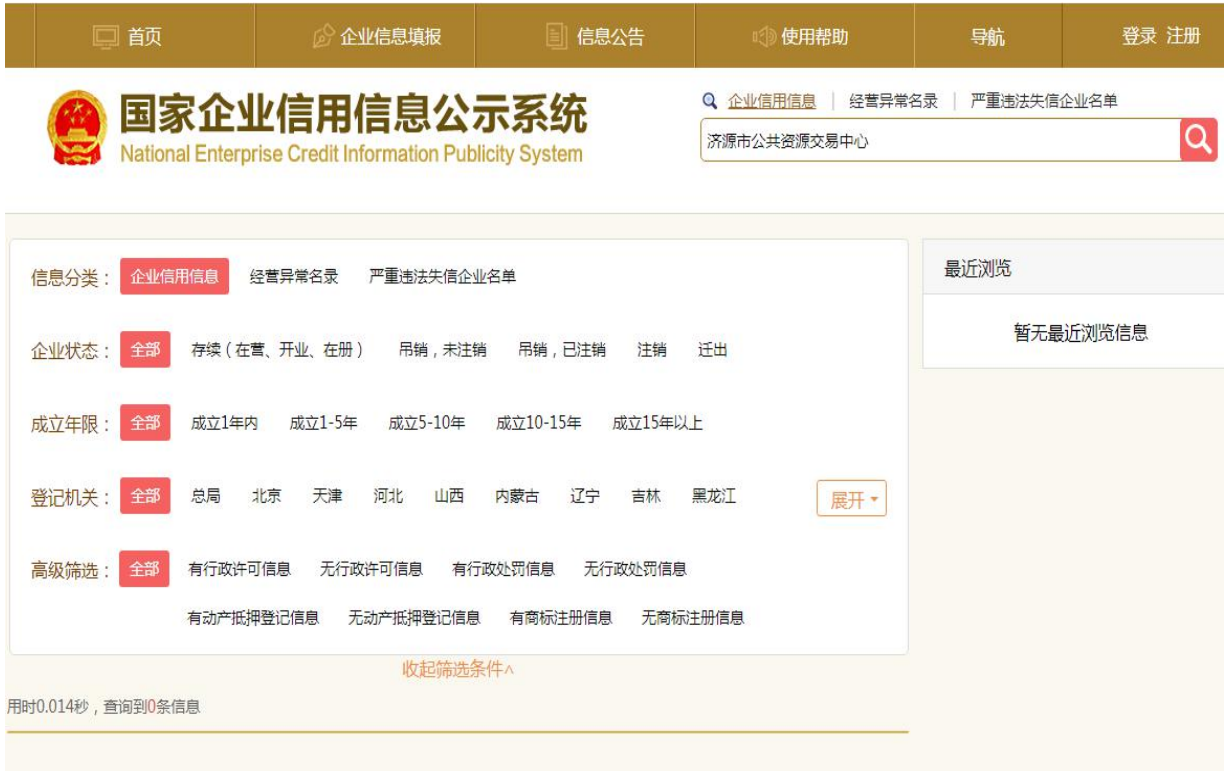 首页 企业信息填报 信息公告 使用帮助 导航 登录 注册
企业信用信息 | 经营异常名录 | 严重违法失信企业名单
国家企业信用信息公示系统
National Enterprise Credit Information Publicity System
济源市公共资源交易中心
信息分类： 企业信用信息 经营异常名录 严重违法失信企业名单
企业状态： 全部 存续（在营、开业、在册） 吊销，未注销 吊销，已注销 注销 迁出
成立年限： 全部 成立1年内 成立1-5年 成立5-10年 成立10-15年 成立15年以上
登记机关： 全部 总局 北京 天津 河北 山西 内蒙古 辽宁 吉林 黑龙江 展开
高级筛选： 全部 有行政许可信息 无行政许可信息 有行政处罚信息 无行政处罚信息
有动产抵押登记信息 无动产抵押登记信息 有商标注册信息 无商标注册信息
收起筛选条件^
用时0.014秒，查询到0条信息
最近浏览
暂无最近浏览信息